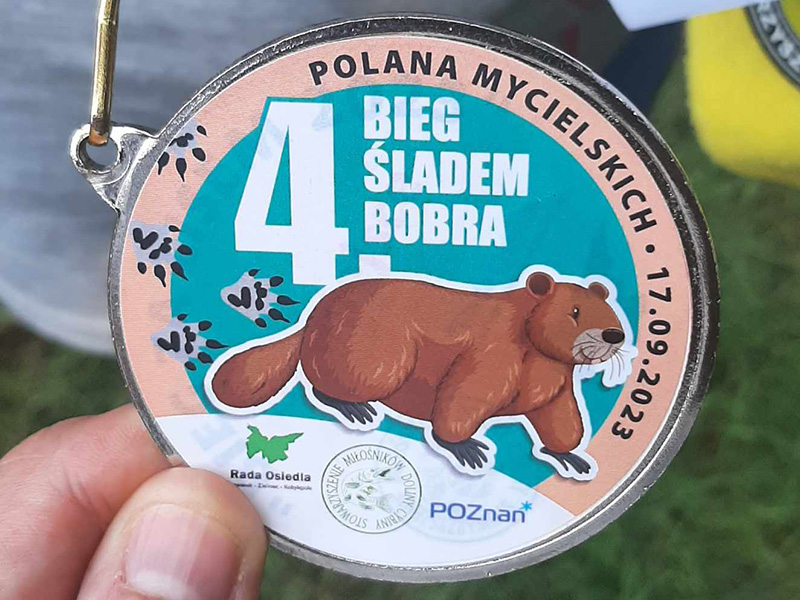 POLANA MYCIELSKICH • 17.09.2023
4. BIEG
ŚLADEM
BOBRA
Rada Osiedla
STOWARZYSZENIE MIŁOŚNIKÓW DOLINY CYBINY
POZnan*